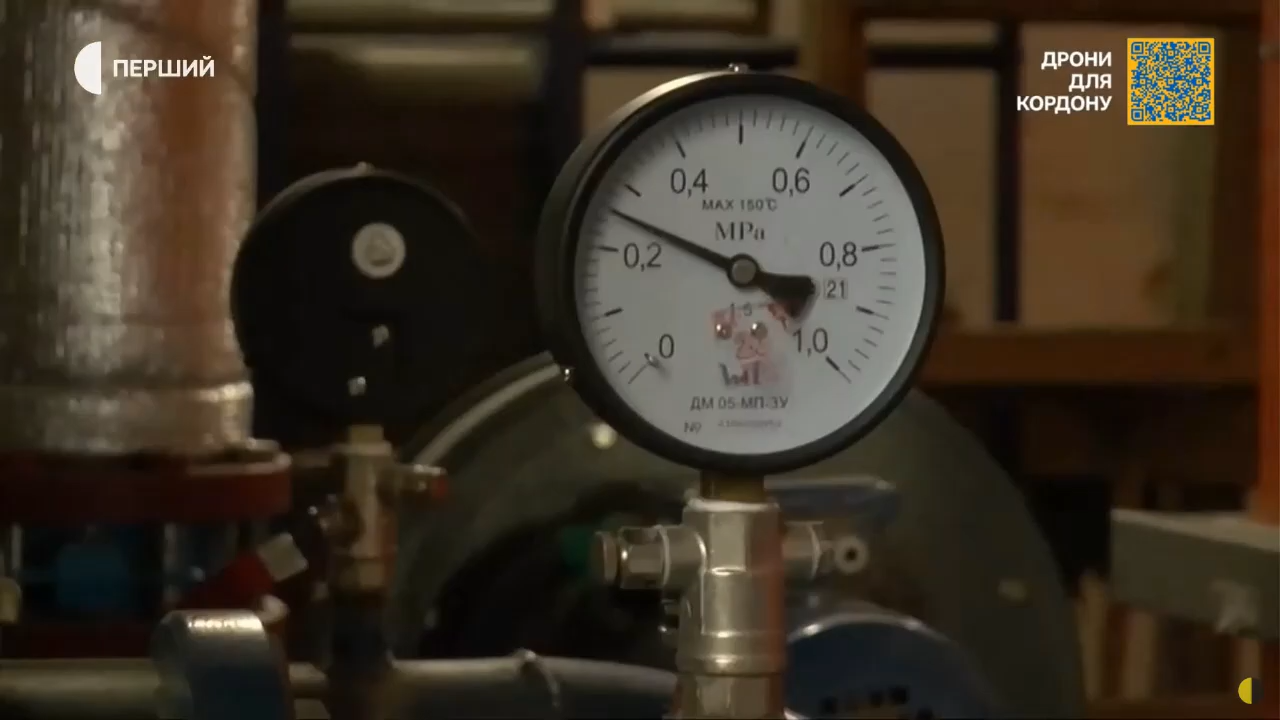 ПЕРШИЙ
ДРОНИ
ДЛЯ
КОРДОНУ
0,4 0,6
MAX 150°C
MPa
0,2 0,8
21
1.5
0 1,0
ДМ 05-МП-3У
№